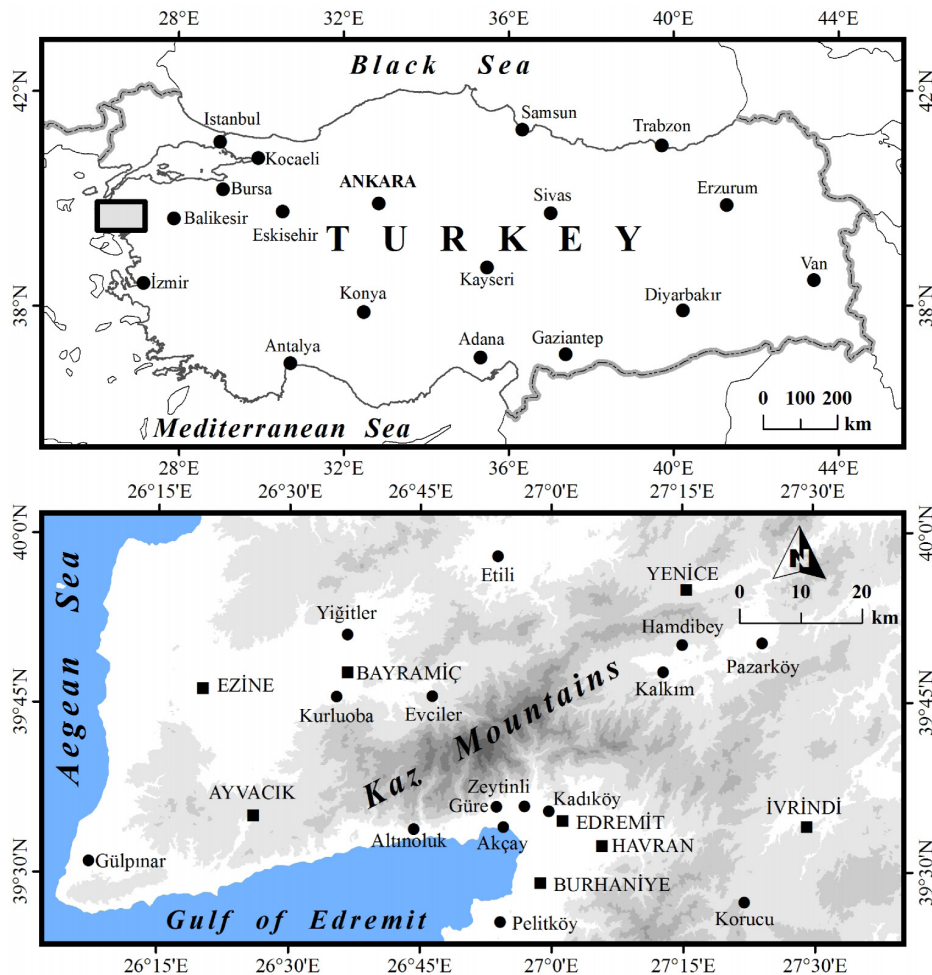 28°E 32°E 36°E 40°E 44°E
Black Sea
42°N 42°N
Istanbul
Samsun
Trabzon
Kocaeli
Bursa
ANKARA
Sivas
Erzurum
Balikesir
Eskisehir
TURKEY
İzmir
Kayseri
Van
Konya
Diyarbakır
38°N 38°N
Antalya
Adana
Gaziantep
0 100 200
km
Mediterranean Sea
28°E 32°E 36°E 40°E 44°E
26°15'E 26°30'E 26°45'E 27°0'E 27°15'E 27°30'E
40°0'N 40°0'N
Aegean Sea
N
Etili
YENİCE
0 10 20
km
Yiğitler
Hamdibey
Pazarköy
BAYRAMİÇ
EZİNE
Kalkım
39°45'N 39°45'N
Kurluoba
Evciler
Kaz Mountains
AYVACIK
Zeytinli
Güre
Kadıköy
İVRİNDİ
EDREMİT
Altınoluk
Akçay
HAVRAN
Gülpınar
39°30'N 39°30'N
BURHANİYE
Gulf of Edremit
Pelitköy
Korucu
26°15'E 26°30'E 26°45'E 27°0'E 27°15'E 27°30'E